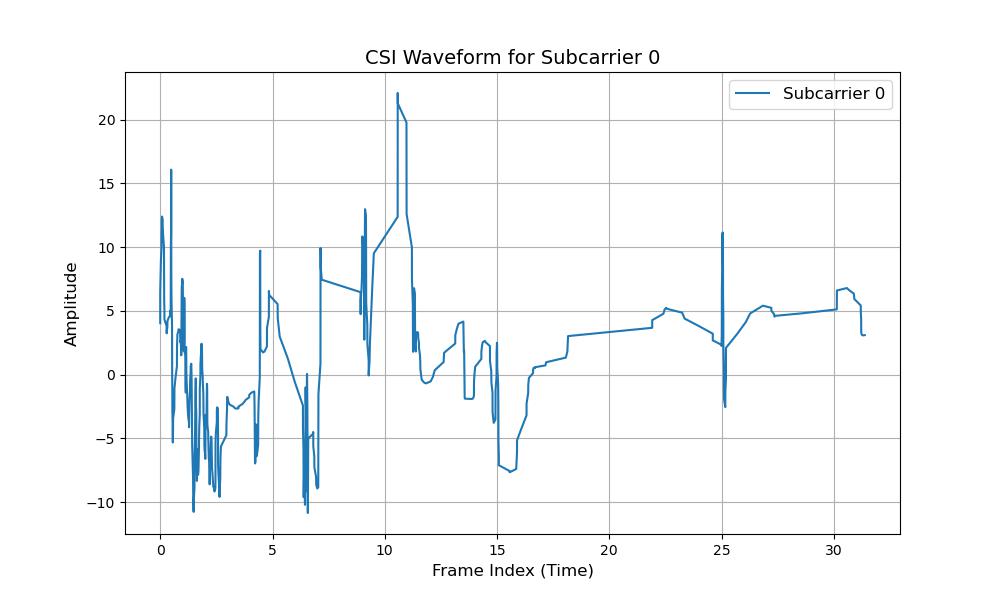 CSI Waveform for Subcarrier 0
Subcarrier 0
Amplitude
20
15
10
5
0
−5
−10
0 5 10 15 20 25 30
Frame Index (Time)